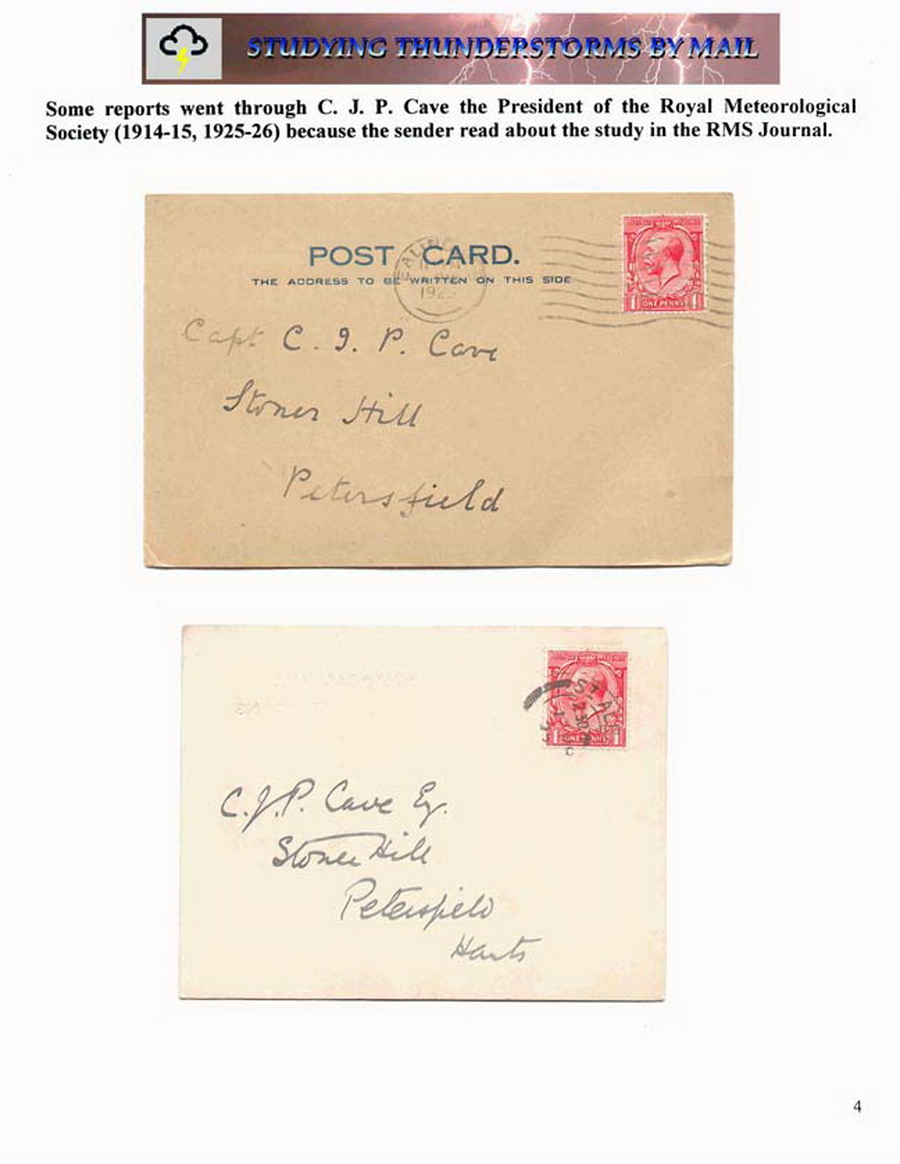 STUDYING THUNDERSTORMS BY MAIL
Some reports went through C. J. P. Cave the President of the Royal Meteorological
Society (1914-15, 1925-26) because the sender read about the study in the RMS Journal.
POST CARD.
THE ADDRESS TO BE WRITTEN ON THIS SIDE
EALING
ONE PENNY
Capt C. J. P. Cave
Stoner Hill
Petersfield
ONE PENNY
C. J. P. Cave Esq.
Stoner Hill
Petersfield
Hants
4